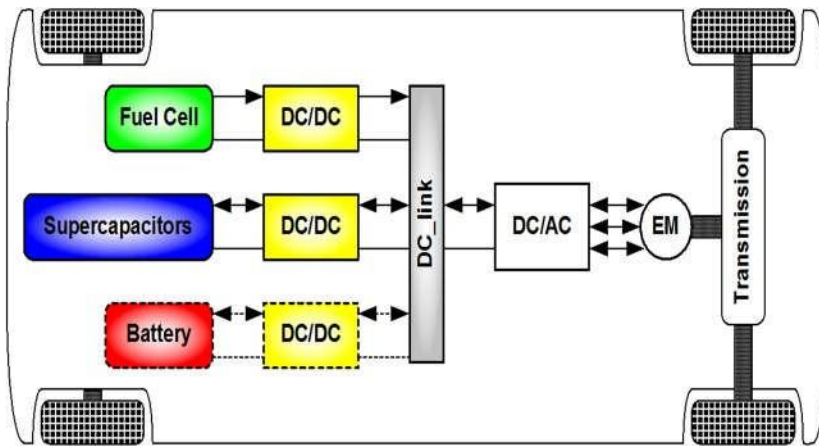 Fuel Cell
DC/DC
Supercapacitors
DC/DC
Battery
DC/DC
DC_link
DC/AC
EM
Transmission